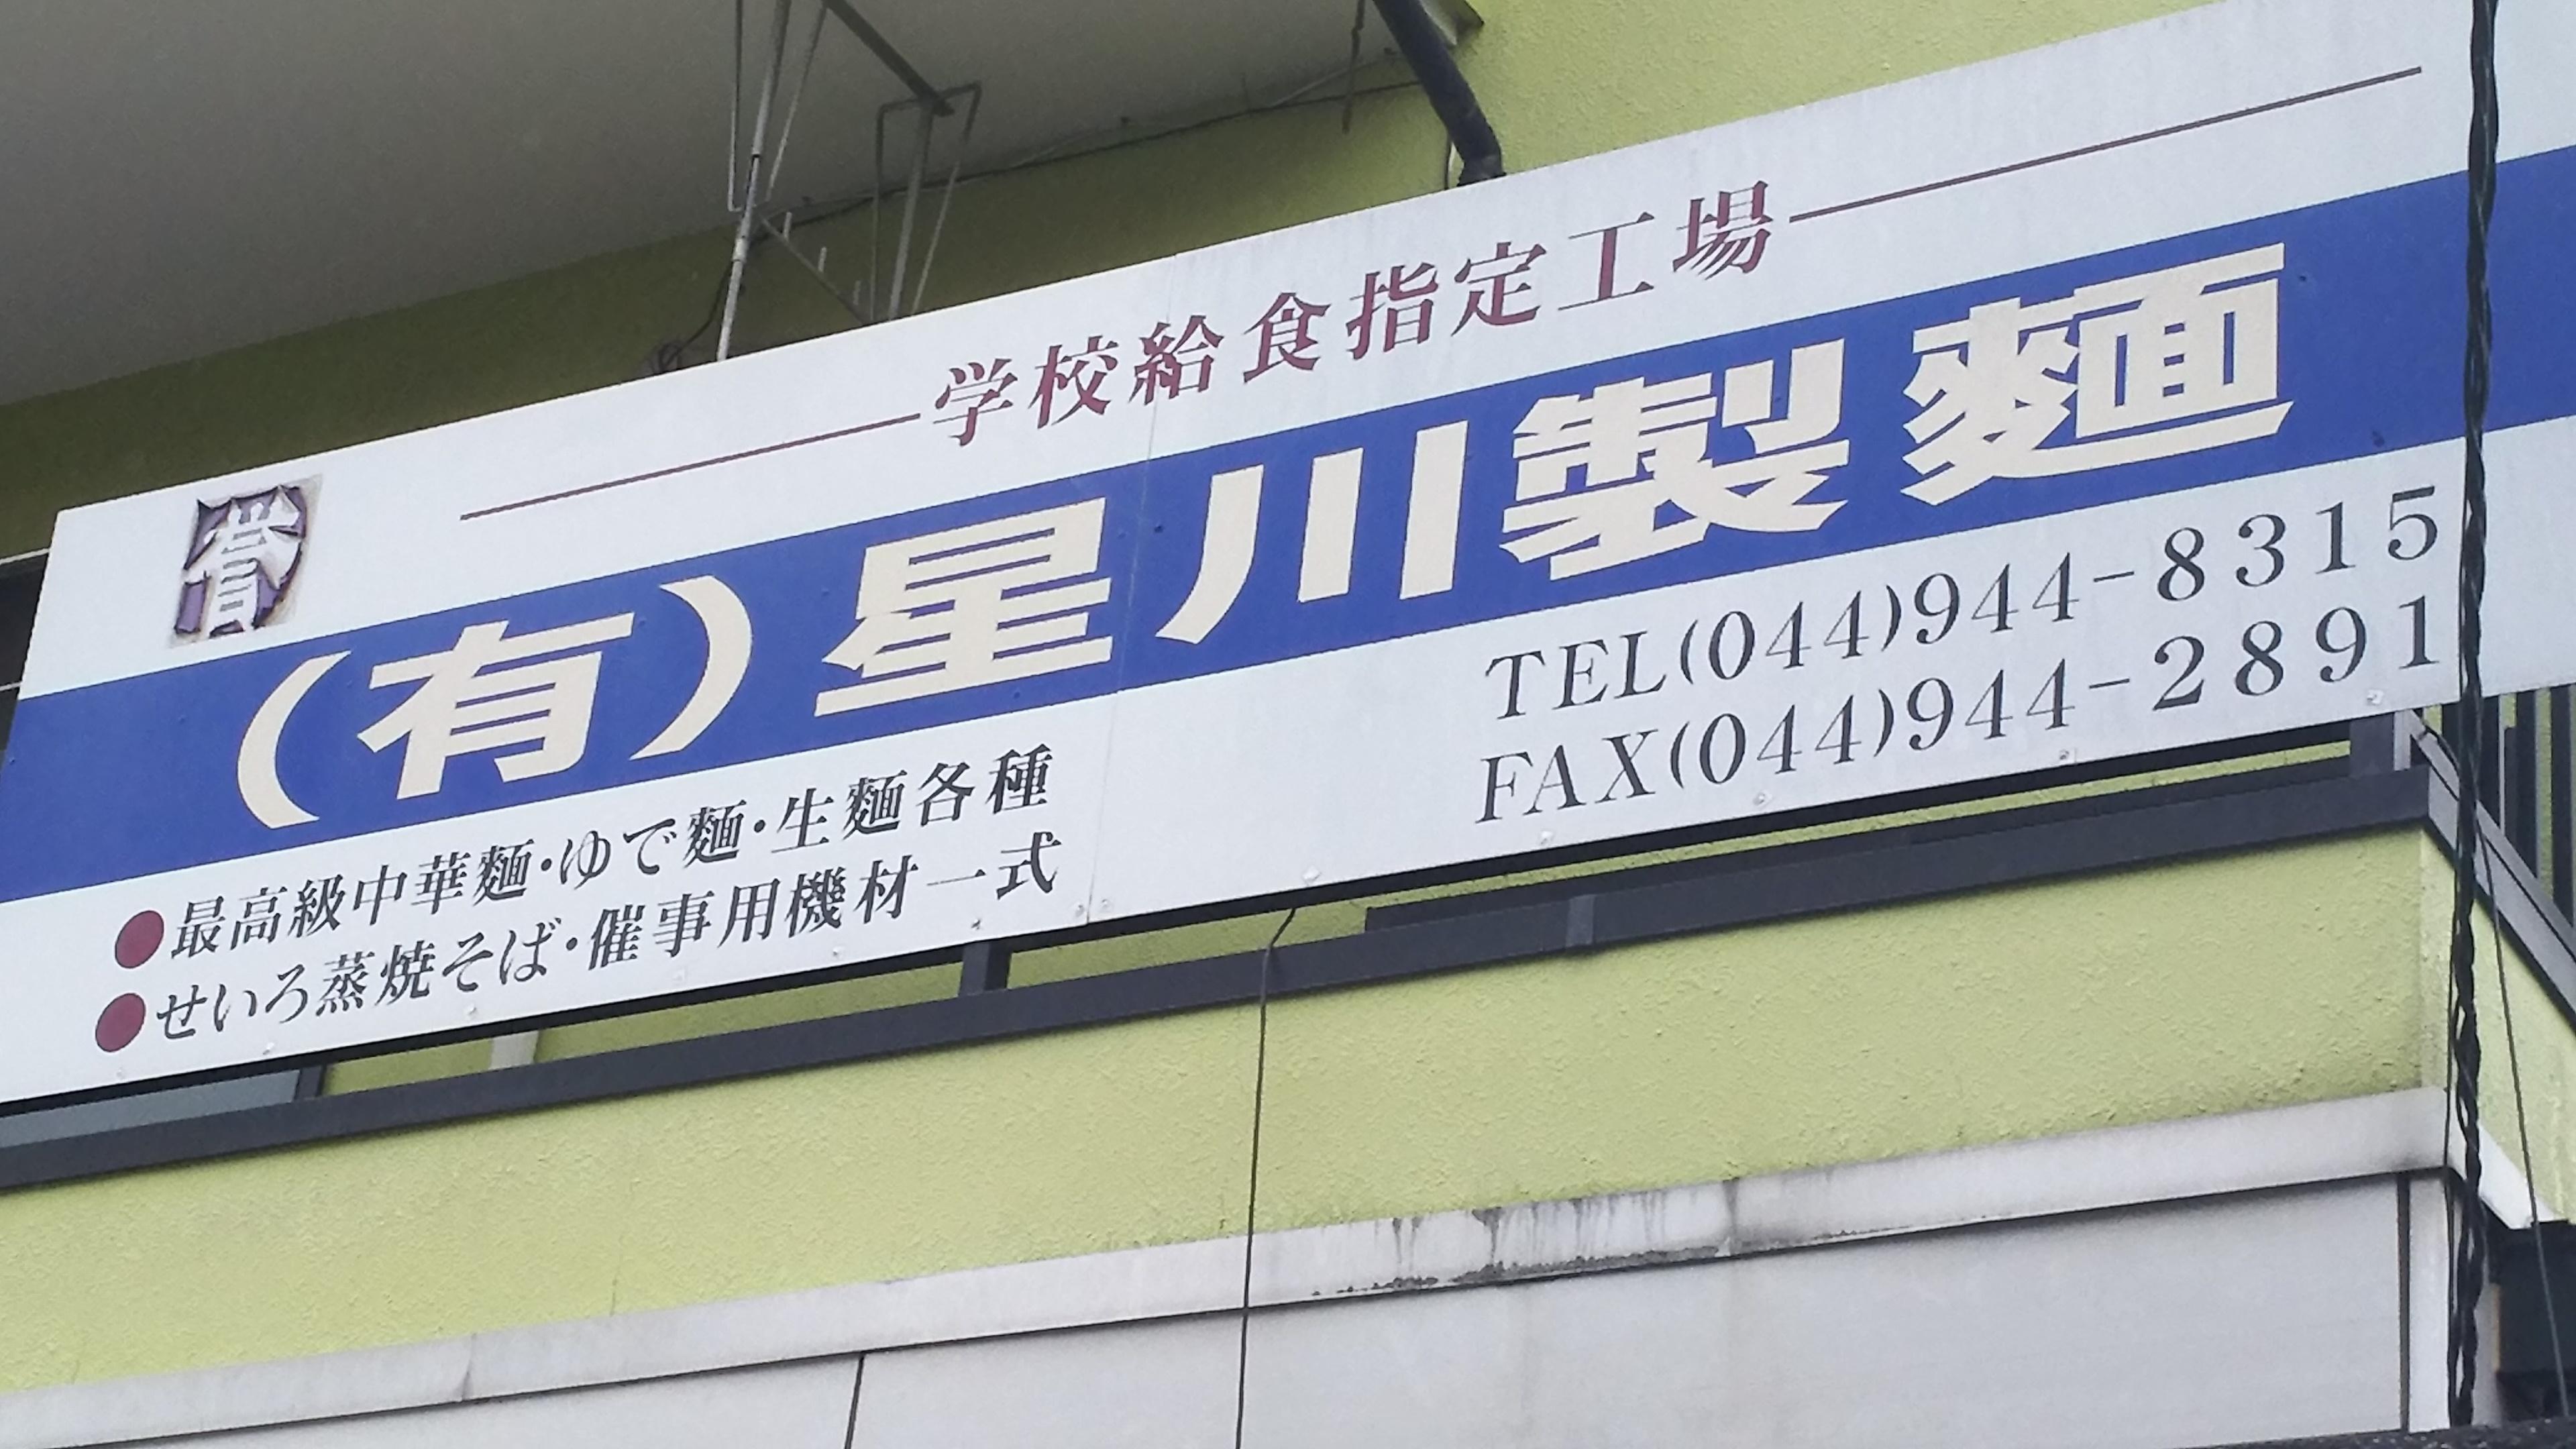 学校給食指定工場
(有)星川製麺
TEL(044)944-8315
FAX(044)944-2891
●最高級中華麺・ゆで麺・生麺各種
●せいろ蒸焼そば・催事用機材一式